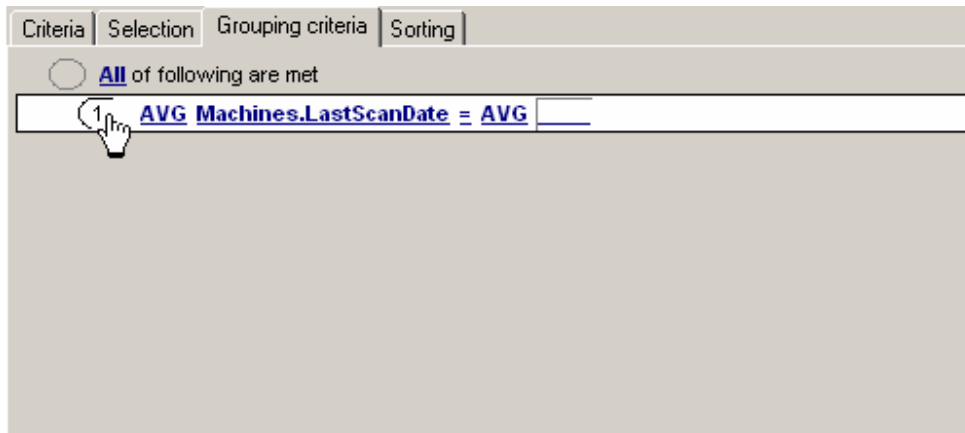 Criteria Selection Grouping criteria Sorting
All of following are met
1 AVG Machines.LastScanDate = AVG